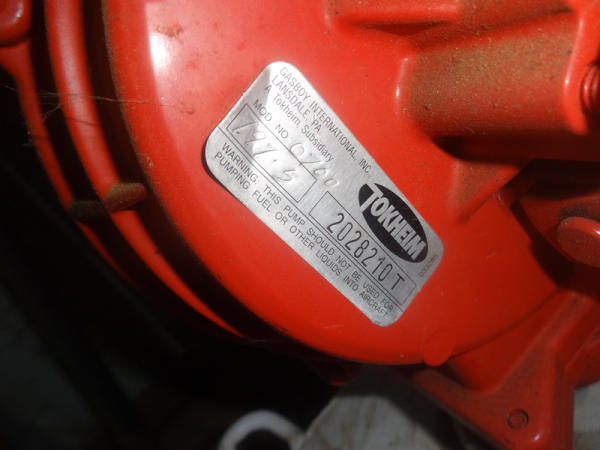 GASBOY INTERNATIONAL, INC.
LANSDALE, PA
A Tokheim Subsidiary
MOD. NO.
TOKHEIM
2028210 T
WARNING: THIS PUMP SHOULD NOT BE USED FOR
PUMPING FUEL OR OTHER LIQUIDS INTO AIRCRAFT.